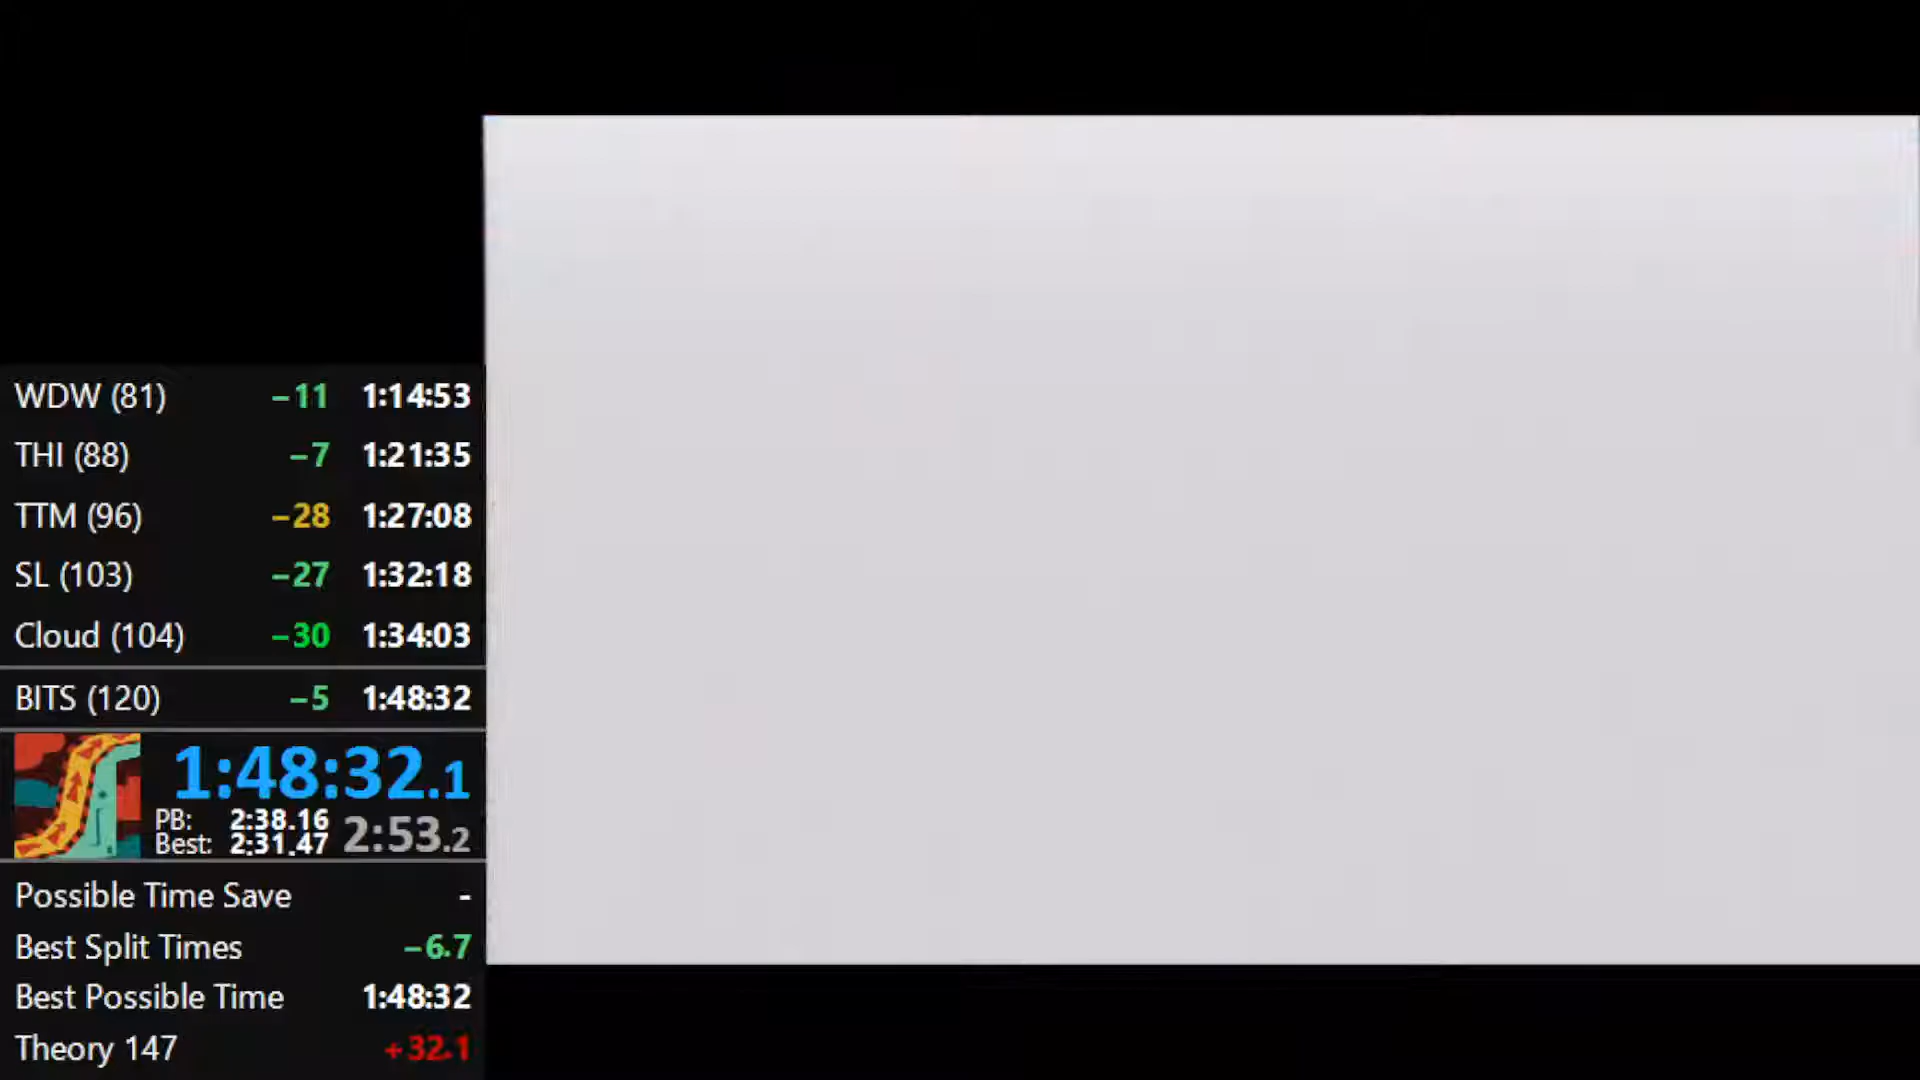 WDW (81) −11 1:14:53
THI (88) −7 1:21:35
TTM (96) −28 1:27:08
SL (103) −27 1:32:18
Cloud (104) −30 1:34:03
BITS (120) −5 1:48:32
1:48:32.1
PB: 2:38.16
Best: 2:31.47 2:53.2
Possible Time Save -
Best Split Times −6.7
Best Possible Time 1:48:32
Theory 147 +32.1